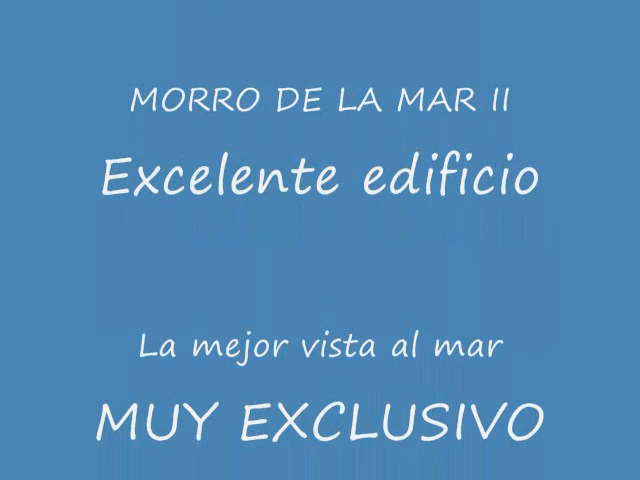 MORRO DE LA MAR II
Excelente edificio
La mejor vista al mar
MUY EXCLUSIVO